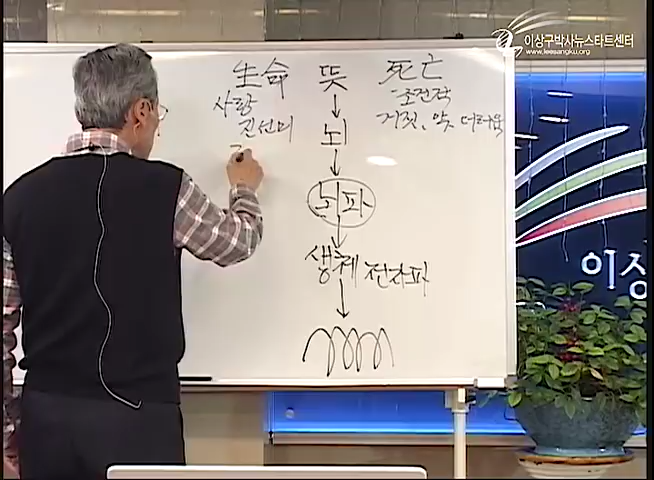 이상구박사뉴스타트센터
www.leesangku.org
生命 뜻 死亡
사랑 조건적
진선미 뇌 거짓, 악, 더러움
뇌파
생체 전자파
이상